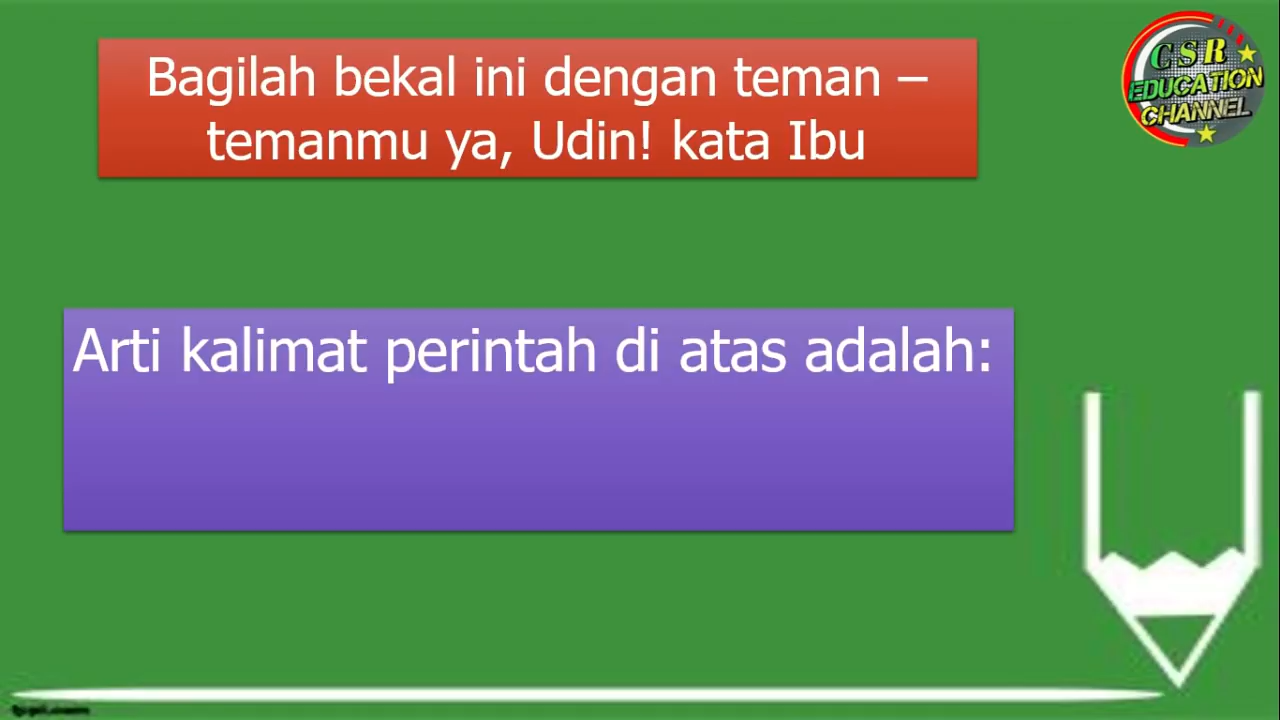 Bagilah bekal ini dengan teman –
temanmu ya, Udin! kata Ibu
CSR
EDUCATION
CHANNEL
Arti kalimat perintah di atas adalah: